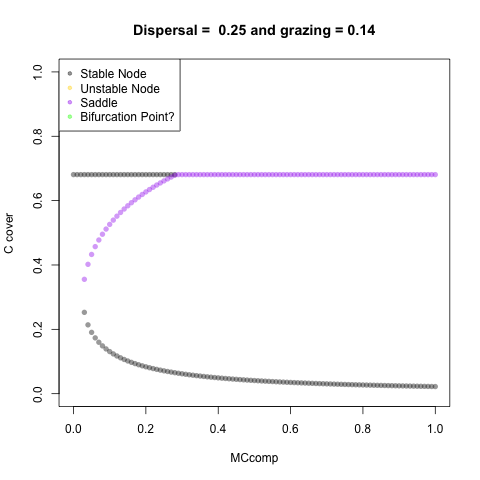 Dispersal =  0.25 and grazing = 0.14
Stable Node
Unstable Node
Saddle
Bifurcation Point?
1.0
0.8
0.6
0.4
0.2
0.0
C cover
0.0 0.2 0.4 0.6 0.8 1.0
MCcomp